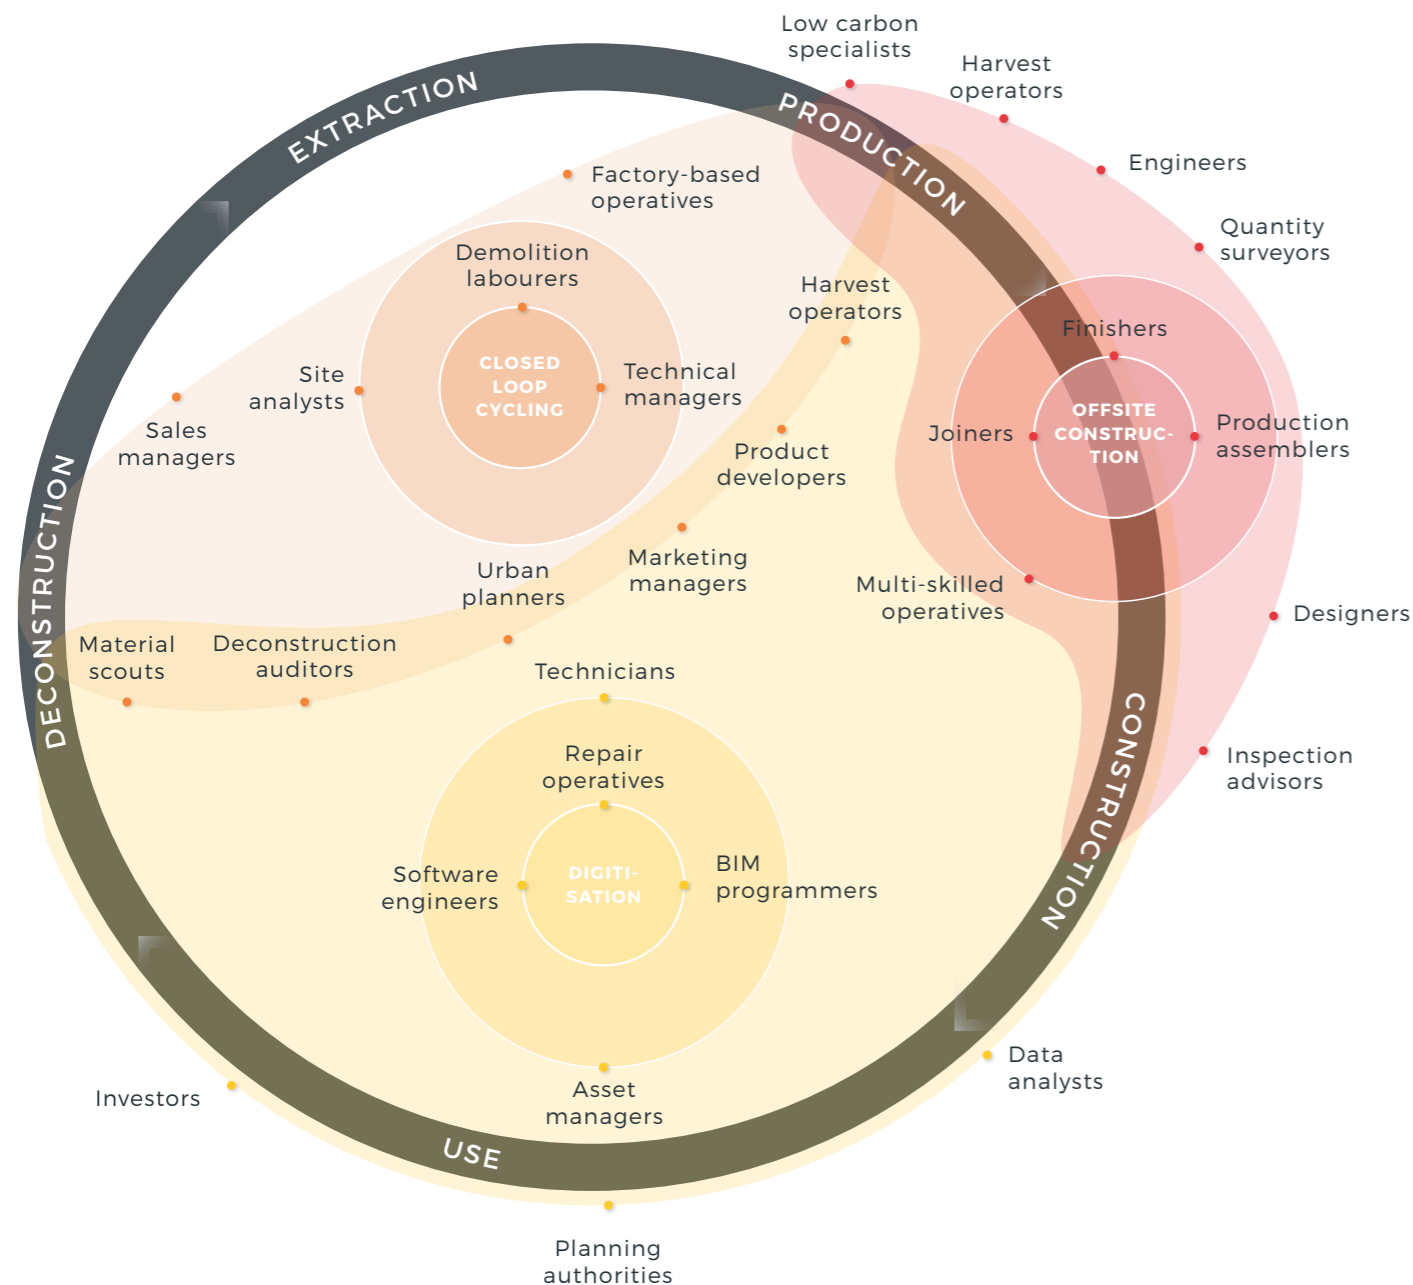 Low carbon
specialists
Harvest
operators
EXTRACTION
PRODUCTION
Engineers
Factory-based
operatives
Quantity
surveyors
Demolition
labourers
Harvest
operators
Finishers
CLOSED
LOOP
CYCLING
Site
analysts
Technical
managers
OFFSITE
CONSTRUC-
TION
Joiners
Production
assemblers
Sales
managers
Product
developers
DECONSTRUCTION
Urban
planners
Marketing
managers
Multi-skilled
operatives
Designers
Material
scouts
Deconstruction
auditors
Technicians
CONSTRUCTION
Repair
operatives
Inspection
advisors
Software
engineers
DIGITI-
SATION
BIM
programmers
Data
analysts
Investors
Asset
managers
USE
Planning
authorities